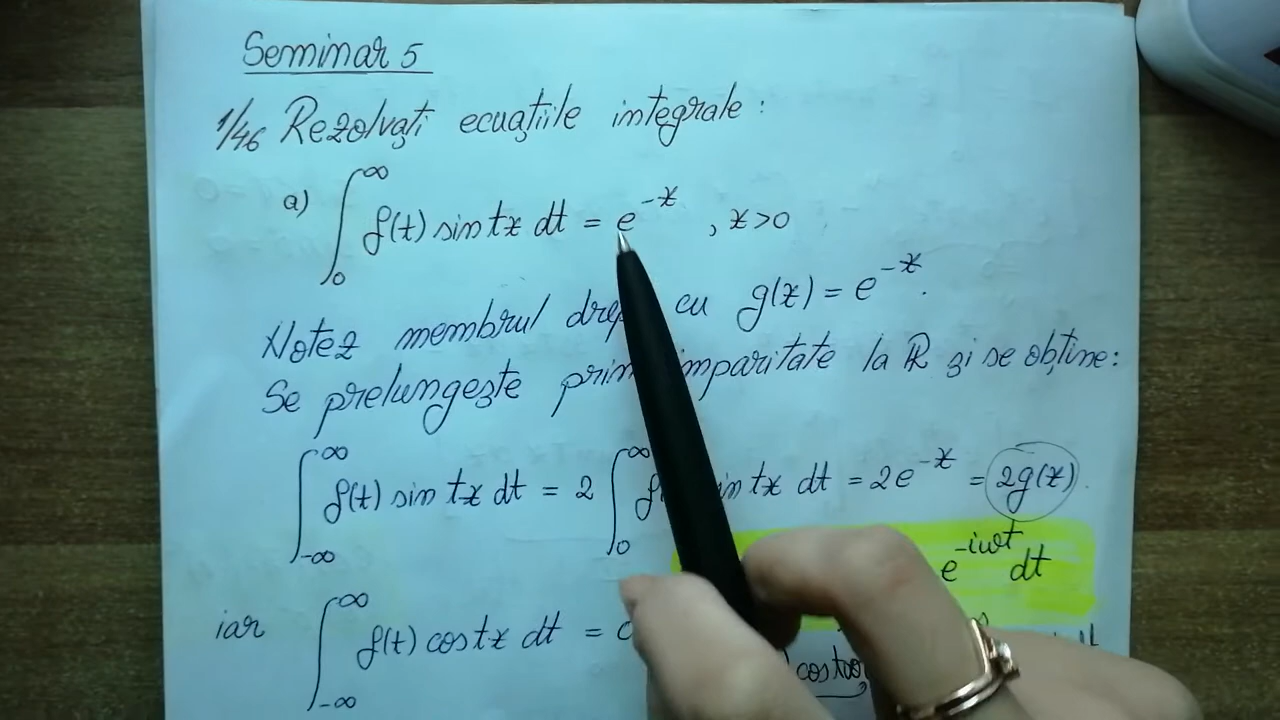 Seminar 5
1/46 Rezolvați ecuațiile integrale :
a) ∫₀^∞ f(t) sin tx dt = e^{-x} , x>0
Notez membrul cu g(x) = e^{-x}.
Se prelungește prin imparitate la R și se obține:
∫_{-∞}^{∞} f(t) sin tx dt = 2 ∫₀^∞ tx dt = 2e^{-x} = 2g(x)
e^{-iωt} dt
iar ∫_{-∞}^{∞} f(t) cos tx dt =